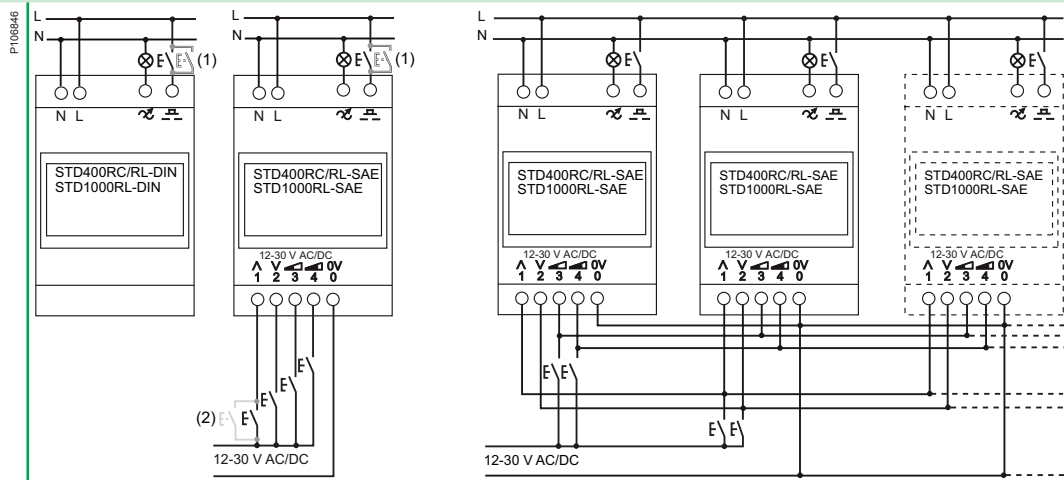 P106846
L
N
(1)
N L
STD400RC/RL-DIN
STD1000RL-DIN
L
N
(1)
N L
STD400RC/RL-SAE
STD1000RL-SAE
12-30 V AC/DC
0V
1 2 3 4 0
(2)
12-30 V AC/DC
L
N
N L
STD400RC/RL-SAE
STD1000RL-SAE
12-30 V AC/DC
0V
1 2 3 4 0
N L
STD400RC/RL-SAE
STD1000RL-SAE
12-30 V AC/DC
0V
1 2 3 4 0
N L
STD400RC/RL-SAE
STD1000RL-SAE
12-30 V AC/DC
0V
1 2 3 4 0
12-30 V AC/DC